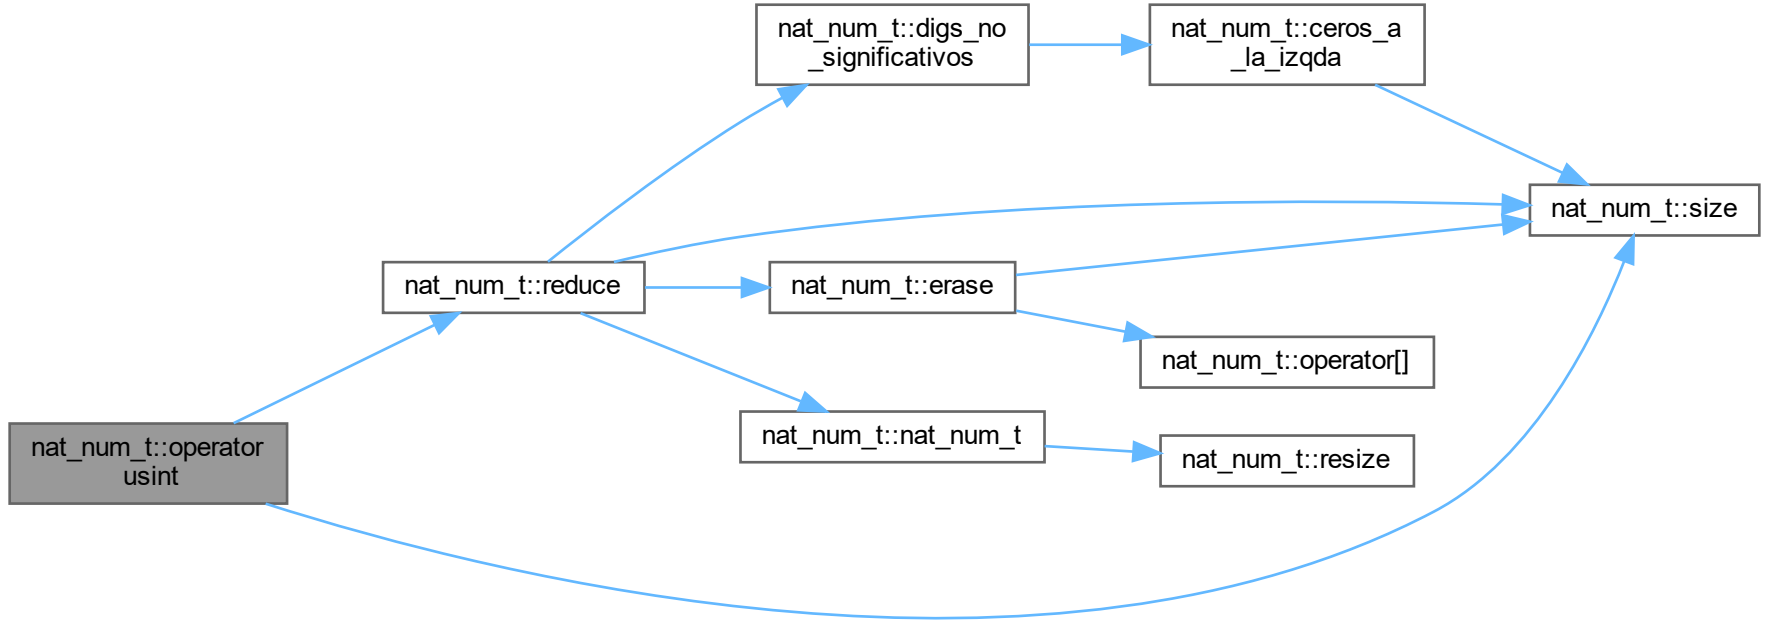 nat_num_t::digs_no
_significativos
nat_num_t::ceros_a
_la_izqda
nat_num_t::size
nat_num_t::reduce
nat_num_t::erase
nat_num_t::operator[]
nat_num_t::nat_num_t
nat_num_t::resize
nat_num_t::operator
usint